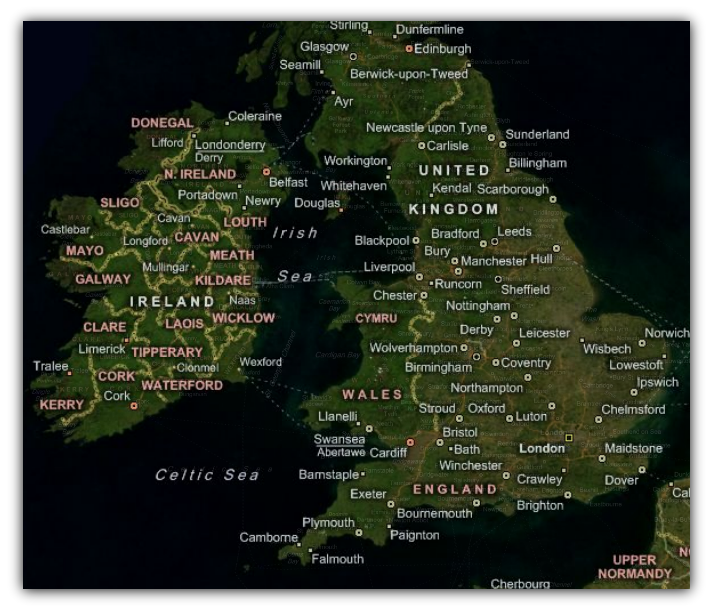 Stirling
Dunfermline
Glasgow
Edinburgh
Seamill
Berwick-upon-Tweed
Ayr
Coleraine
DONEGAL
Newcastle upon Tyne
Sunderland
Lifford
Londonderry
Derry
Carlisle
Workington
Billingham
N. IRELAND
Belfast
UNITED
Whitehaven
Portadown
Kendal
Scarborough
SLIGO
Newry
Douglas
KINGDOM
Cavan
LOUTH
Castlebar
Irish
Bradford
Leeds
Longford
CAVAN
Blackpool
MAYO
MEATH
Bury
Manchester
Hull
Mullingar
Liverpool
Sea
GALWAY
KILDARE
Runcorn
Sheffield
IRELAND
Naas
Chester
Nottingham
WICKLOW
CYMRU
CLARE
LAOIS
Derby
Leicester
Norwich
Limerick
TIPPERARY
Wolverhampton
Wisbech
Tralee
Clonmel
Wexford
Birmingham
Coventry
Lowestoft
CORK
WATERFORD
Northampton
Ipswich
KERRY
Cork
WALES
Llanelli
Stroud
Oxford
Luton
Chelmsford
Swansea
Abertawe
Cardiff
Bristol
Bath
London
Maidstone
Celtic Sea
Barnstaple
Winchester
Crawley
Dover
Cal
Exeter
ENGLAND
Bournemouth
Brighton
Plymouth
Paignton
Camborne
Falmouth
UPPER
NORMANDY
NO
Cherbourg